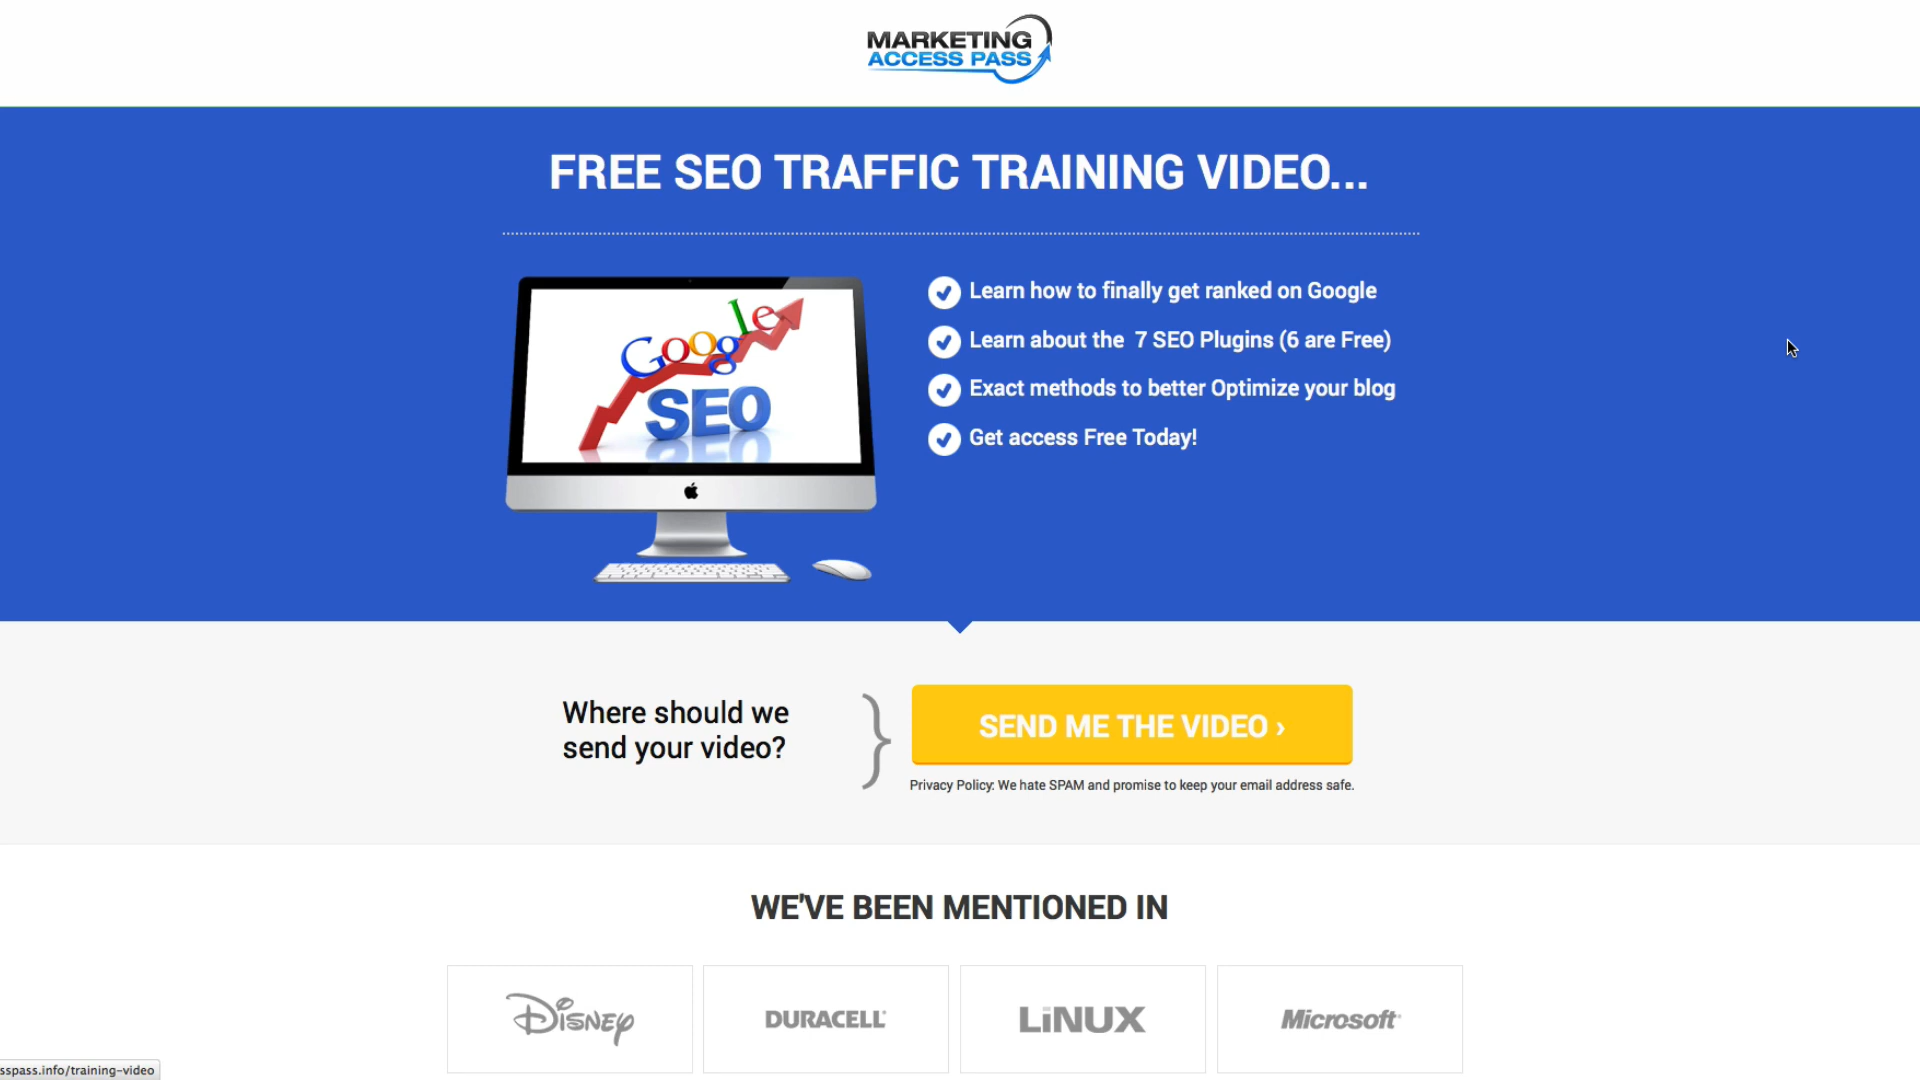 MARKETING
ACCESS PASS
FREE SEO TRAFFIC TRAINING VIDEO...
Google
SEO
Learn how to finally get ranked on Google
Learn about the 7 SEO Plugins (6 are Free)
Exact methods to better Optimize your blog
Get access Free Today!
Where should we
send your video?
SEND ME THE VIDEO ›
Privacy Policy: We hate SPAM and promise to keep your email address safe.
WE'VE BEEN MENTIONED IN
Disney
DURACELL
LiNUX
Microsoft
sspass.info/training-video